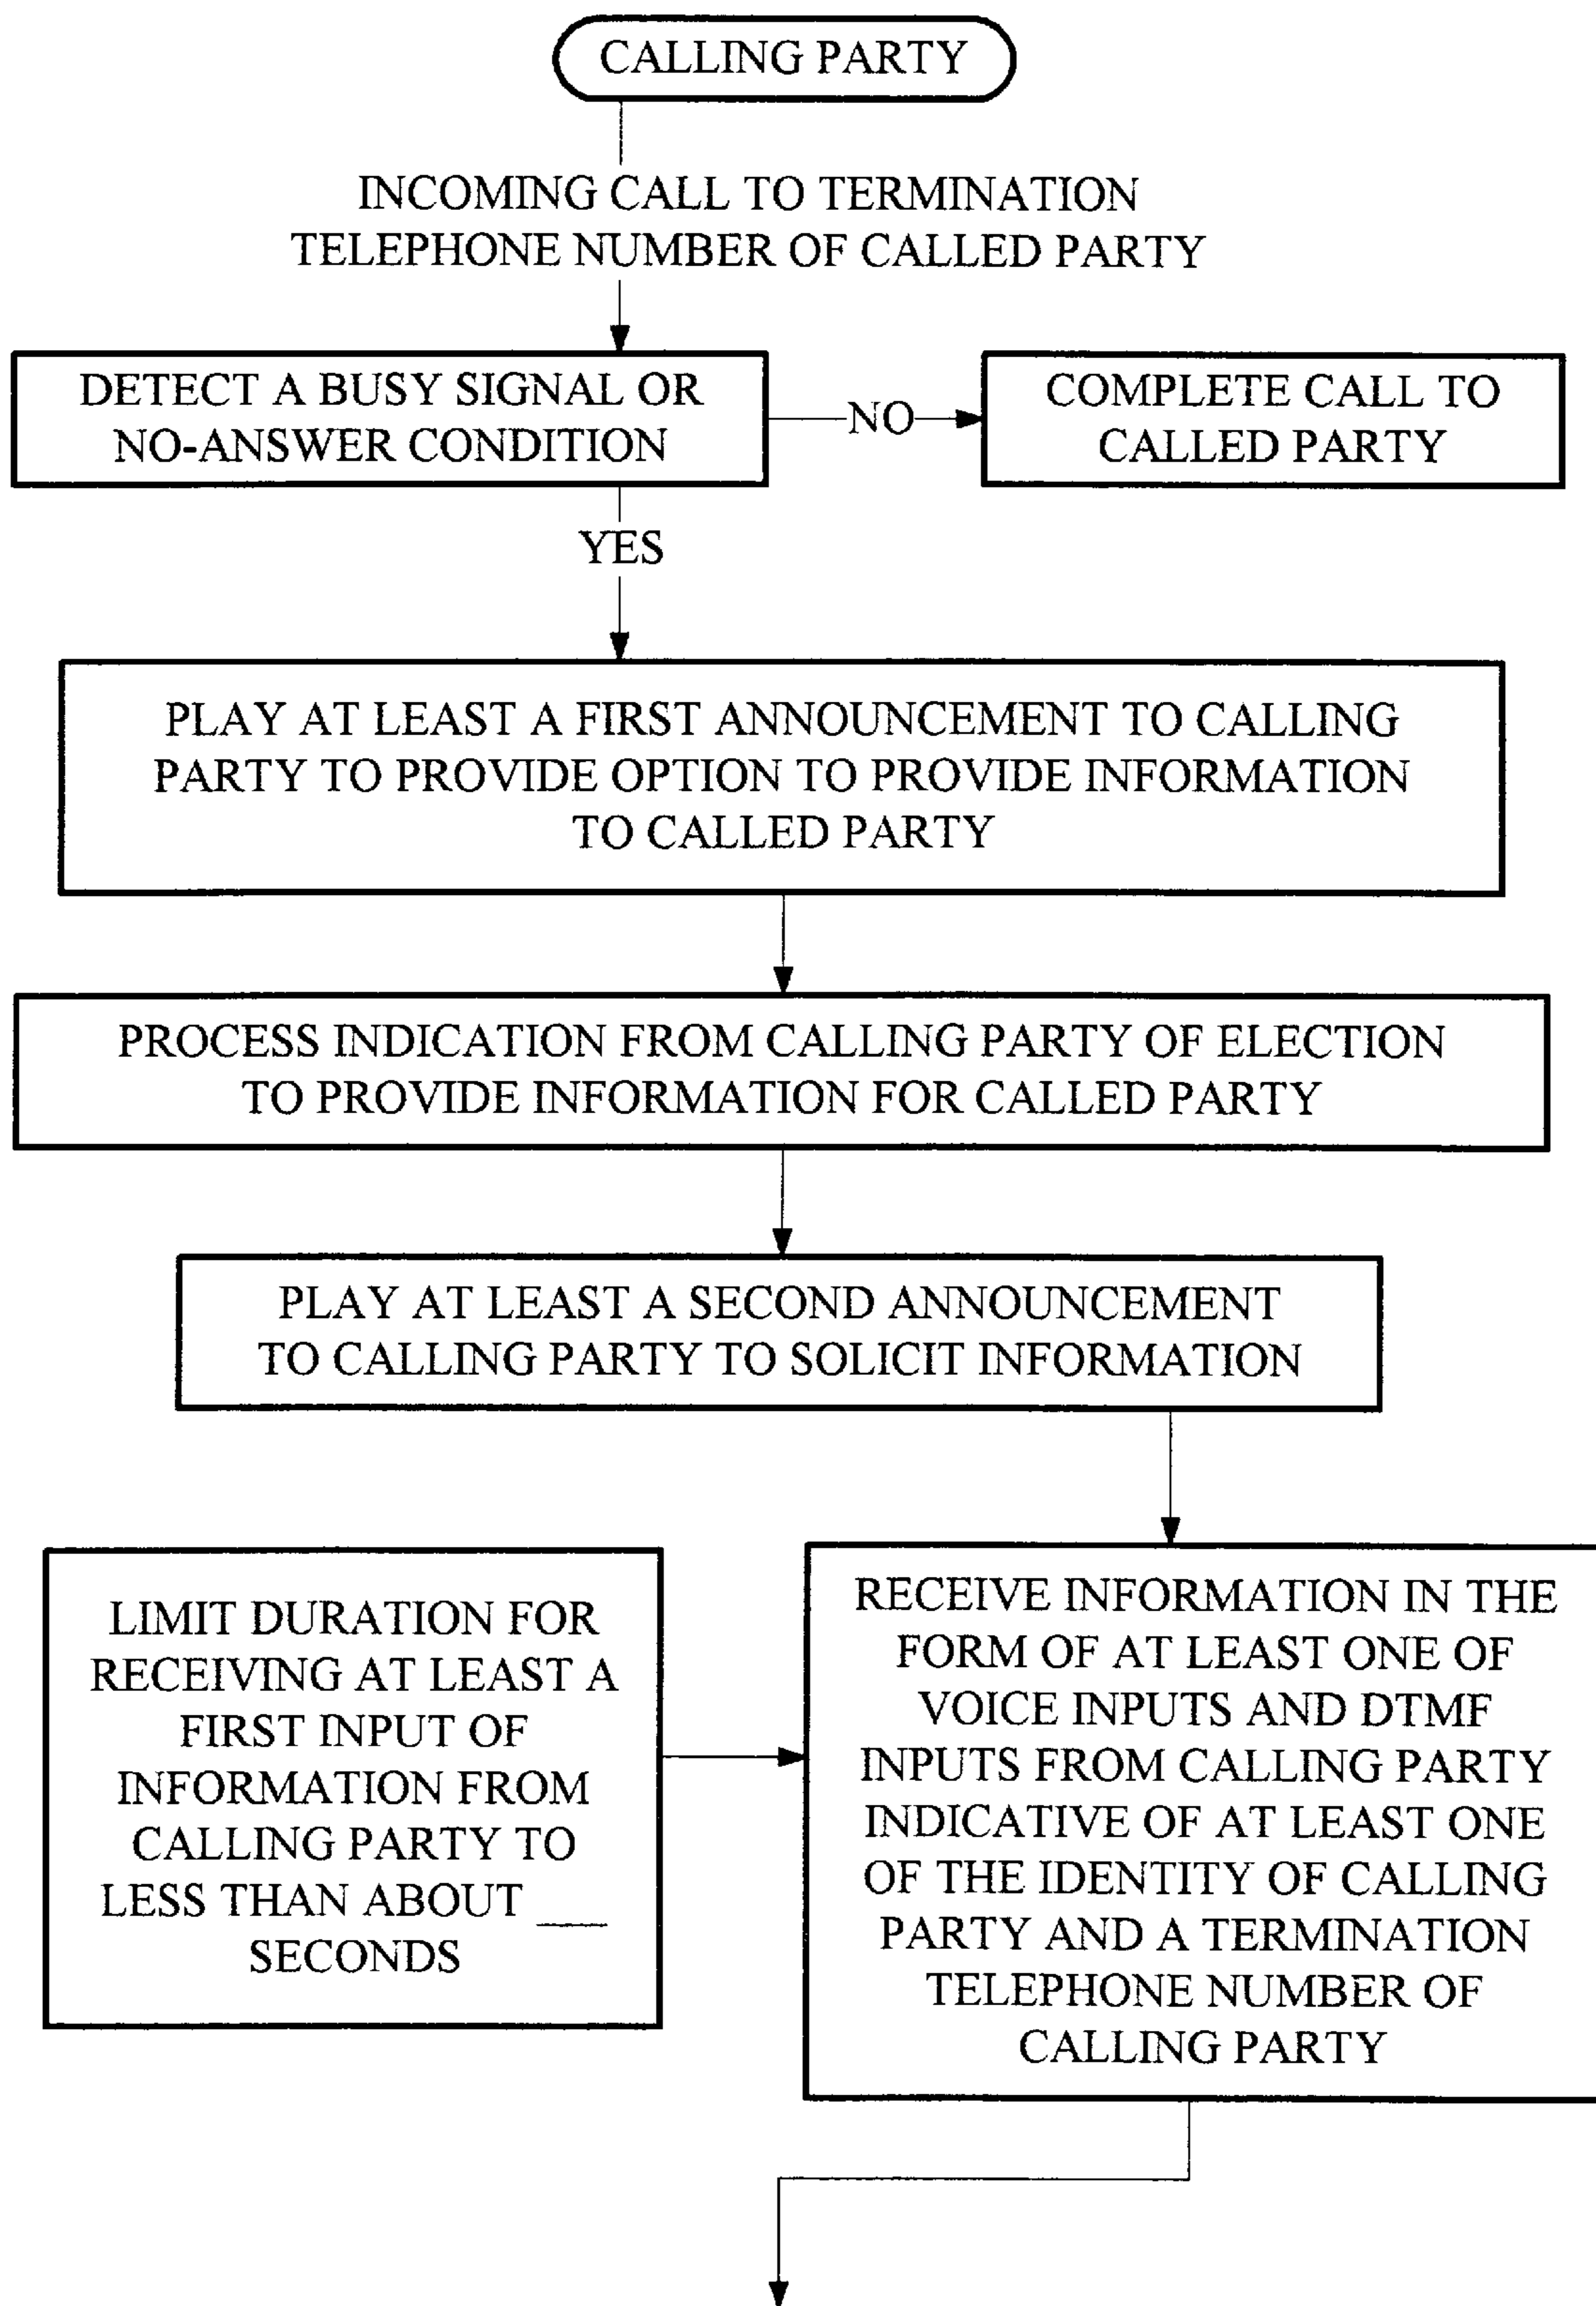 CALLING PARTY
INCOMING CALL TO TERMINATION
TELEPHONE NUMBER OF CALLED PARTY
DETECT A BUSY SIGNAL OR
NO-ANSWER CONDITION
NO
COMPLETE CALL TO
CALLED PARTY
YES
PLAY AT LEAST A FIRST ANNOUNCEMENT TO CALLING
PARTY TO PROVIDE OPTION TO PROVIDE INFORMATION
TO CALLED PARTY
PROCESS INDICATION FROM CALLING PARTY OF ELECTION
TO PROVIDE INFORMATION FOR CALLED PARTY
PLAY AT LEAST A SECOND ANNOUNCEMENT
TO CALLING PARTY TO SOLICIT INFORMATION
LIMIT DURATION FOR
RECEIVING AT LEAST A
FIRST INPUT OF
INFORMATION FROM
CALLING PARTY TO
LESS THAN ABOUT ___
SECONDS
RECEIVE INFORMATION IN THE
FORM OF AT LEAST ONE OF
VOICE INPUTS AND DTMF
INPUTS FROM CALLING PARTY
INDICATIVE OF AT LEAST ONE
OF THE IDENTITY OF CALLING
PARTY AND A TERMINATION
TELEPHONE NUMBER OF
CALLING PARTY